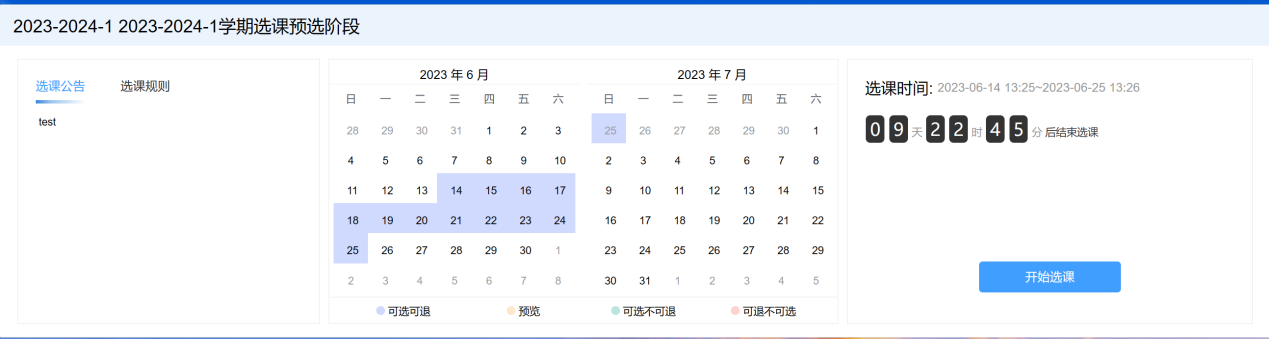 2023-2024-1 2023-2024-1学期选课预选阶段
选课公告 选课规则
test
2023 年 6 月
日 一 二 三 四 五 六
28 29 30 31 1 2 3
4 5 6 7 8 9 10
11 12 13 14 15 16 17
18 19 20 21 22 23 24
25 26 27 28 29 30 1
2 3 4 5 6 7 8
2023 年 7 月
日 一 二 三 四 五 六
25 26 27 28 29 30 1
2 3 4 5 6 7 8
9 10 11 12 13 14 15
16 17 18 19 20 21 22
23 24 25 26 27 28 29
30 31 1 2 3 4 5
可选可退 预览 可选不可退 可退不可选
选课时间: 2023-06-14 13:25~2023-06-25 13:26
09 天 22 时 45 分 后结束选课
开始选课